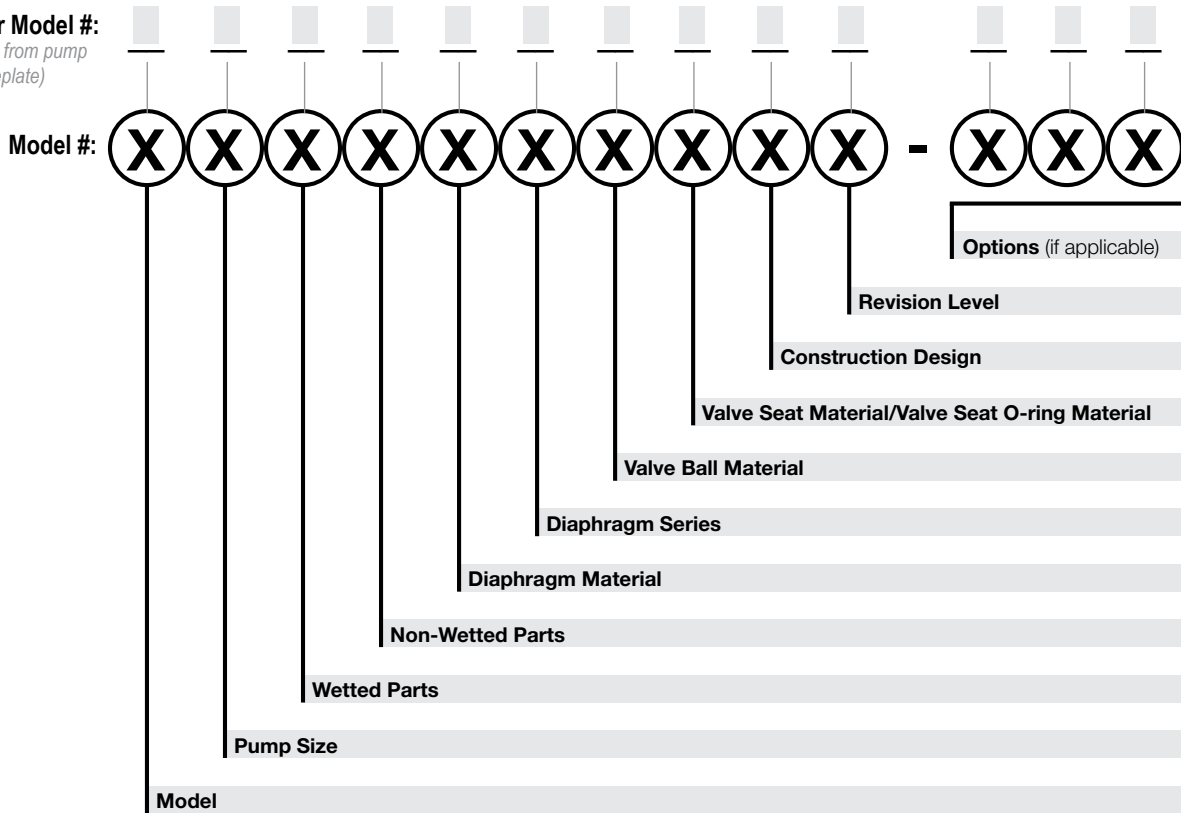 r Model #:
from pump
plate)
Model #: X X X X X X X X X X - X X X
Options (if applicable)
Revision Level
Construction Design
Valve Seat Material/Valve Seat O-ring Material
Valve Ball Material
Diaphragm Series
Diaphragm Material
Non-Wetted Parts
Wetted Parts
Pump Size
Model